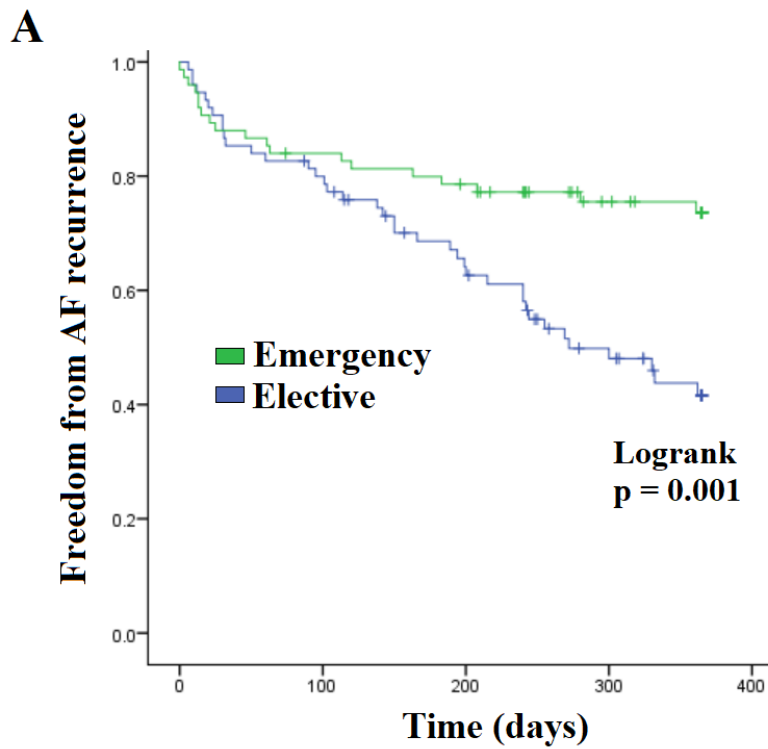 A
Freedom from AF recurrence
1.0
0.8
0.6
0.4
0.2
0.0
Emergency
Elective
Logrank
p = 0.001
0 100 200 300 400
Time (days)